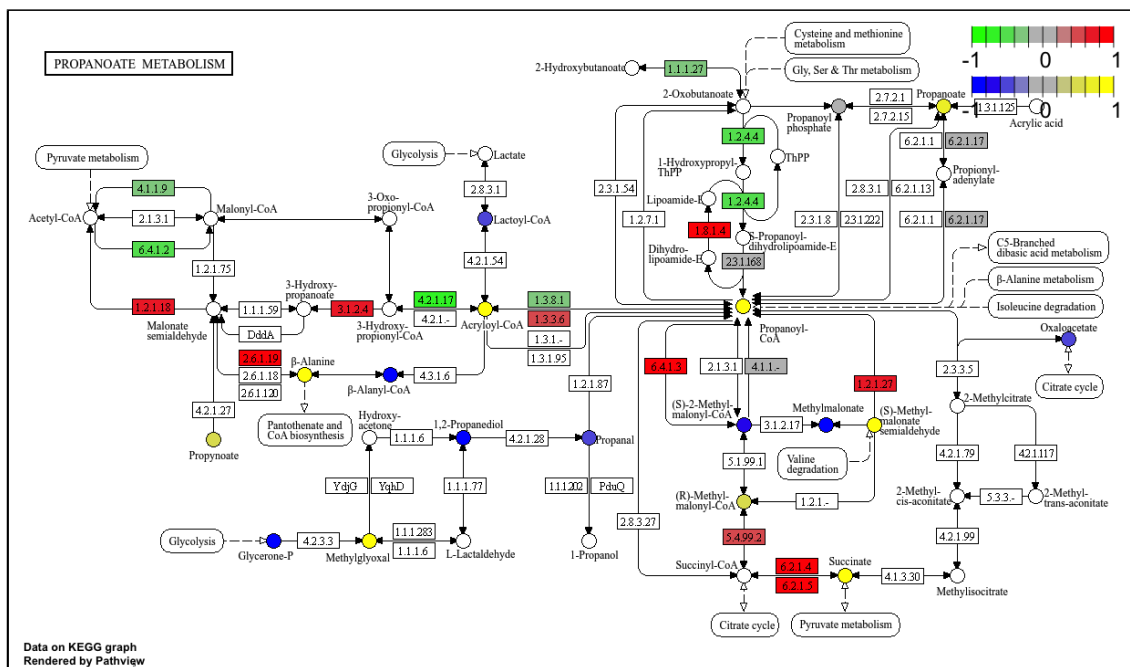 PROPANOATE METABOLISM
Cysteine and methionine
metabolism
Gly, Ser & Thr metabolism
-1
0
1
-1
0
1
2-Hydroxybutanoate
1.1.1.27
2-Oxobutanoate
Propanoyl
phosphate
2.7.2.1
2.7.2.15
Propanoate
1.3.1.125
Acrylic acid
Pyruvate metabolism
Glycolysis
Lactate
1.2.4.4
ThPP
6.2.1.1
6.2.1.17
1-Hydroxypropyl-
ThPP
Propionyl-
adenylate
4.1.1.9
3-Oxo-
propionyl-CoA
2.8.3.1
2.3.1.54
2.8.3.1
6.2.1.13
Acetyl-CoA
2.1.3.1
Malonyl-CoA
Lactoyl-CoA
Lipoamide-E
1.2.4.4
1.2.7.1
2.3.1.8
2.3.1.222
6.2.1.1
6.2.1.17
6.4.1.2
1.8.1.4
S-Propanoyl-
dihydrolipoamide-E
C5-Branched
dibasic acid metabolism
4.2.1.54
Dihydro-
lipoamide-E
2.3.1.168
1.2.1.75
β-Alanine metabolism
3-Hydroxy-
propanoate
1.2.1.18
1.1.1.59
3.1.2.4
4.2.1.17
4.2.1.-
1.3.8.1
1.3.3.6
1.3.1.-
1.3.1.95
Isoleucine degradation
Malonate
semialdehyde
DddA
3-Hydroxy-
propionyl-CoA
Acryloyl-CoA
Propanoyl-
CoA
Oxaloacetate
2.6.1.19
2.6.1.18
2.6.1.120
β-Alanine
β-Alanyl-CoA
4.3.1.6
1.2.1.87
6.4.1.3
2.1.3.1
4.1.1.-
1.2.1.27
2.3.3.5
Citrate cycle
4.2.1.27
Pantothenate and
CoA biosynthesis
Hydroxy-
acetone
1,2-Propanediol
(S)-2-Methyl-
malonyl-CoA
Methylmalonate
(S)-Methyl-
malonate
semialdehyde
2-Methylcitrate
Propynoate
1.1.1.6
4.2.1.28
Propanal
3.1.2.17
Valine
degradation
4.2.1.79
4.2.1.117
5.1.99.1
YdjG
YqhD
1.1.1.77
1.1.1.202
PduQ
(R)-Methyl-
malonyl-CoA
1.2.1.-
2-Methyl-
cis-aconitate
5.3.3.-
2-Methyl-
trans-aconitate
2.8.3.27
Glycolysis
Glycerone-P
4.2.3.3
Methylglyoxal
1.1.1.283
1.1.1.6
L-Lactaldehyde
1-Propanol
5.4.99.2
4.2.1.99
Succinyl-CoA
6.2.1.4
6.2.1.5
Succinate
4.1.3.30
Methylisocitrate
Citrate cycle
Pyruvate metabolism
Data on KEGG graph
Rendered by Pathview